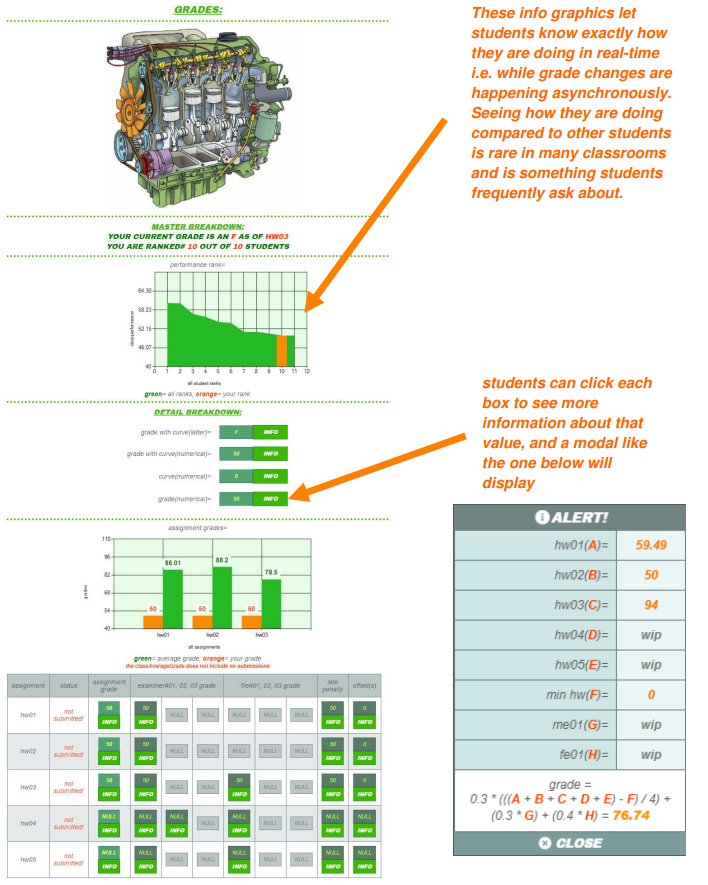 GRADES:
These info graphics let
students know exactly how
they are doing in real-time
i.e. while grade changes are
happening asynchronously.
Seeing how they are doing
compared to other students
is rare in many classrooms
and is something students
frequently ask about.
MASTER BREAKDOWN:
YOUR CURRENT GRADE IS AN F AS OF HW03
YOU ARE RANKED# 10 OUT OF 10 STUDENTS
performance rank=
64.30
58.23
52.15
46.07
40
0 1 2 3 4 5 6 7 8 9 10 11 12
class performance
all student ranks
green= all ranks, orange= your rank
DETAIL BREAKDOWN:
grade with curve(letter)= F INFO
grade with curve(numerical)= 50 INFO
curve(numerical)= 0 INFO
grade(numerical)= 50 INFO
students can click each
box to see more
information about that
value, and a modal like
the one below will
display
assignment grades=
110
96
82
68
54
40
grades
86.01 88.2 78.5
50 50 50
hw01 hw02 hw03
all assignments
green= average grade, orange= your grade
the classAverageGrade does not include no submissions
assignment status assignment grade examiner#01, 02, 03 grade file#01, 02, 03 grade late penalty offset(s)
hw01 not submitted! 50 INFO 50 INFO NULL NULL NULL NULL NULL 50 INFO 0 INFO
hw02 not submitted! 50 INFO 50 INFO NULL NULL NULL NULL NULL 50 INFO 0 INFO
hw03 not submitted! 50 INFO 50 INFO NULL NULL 50 INFO NULL NULL 50 INFO 0 INFO
hw04 not submitted! NULL INFO NULL INFO NULL INFO NULL NULL INFO NULL NULL NULL INFO NULL INFO
hw05 not submitted! NULL INFO NULL INFO NULL NULL NULL INFO NULL NULL NULL INFO NULL INFO
ALERT!
hw01(A)= 59.49
hw02(B)= 50
hw03(C)= 94
hw04(D)= wip
hw05(E)= wip
min hw(F)= 0
me01(G)= wip
fe01(H)= wip
grade =
0.3 * (((A + B + C + D + E) - F) / 4) +
(0.3 * G) + (0.4 * H) = 76.74
CLOSE